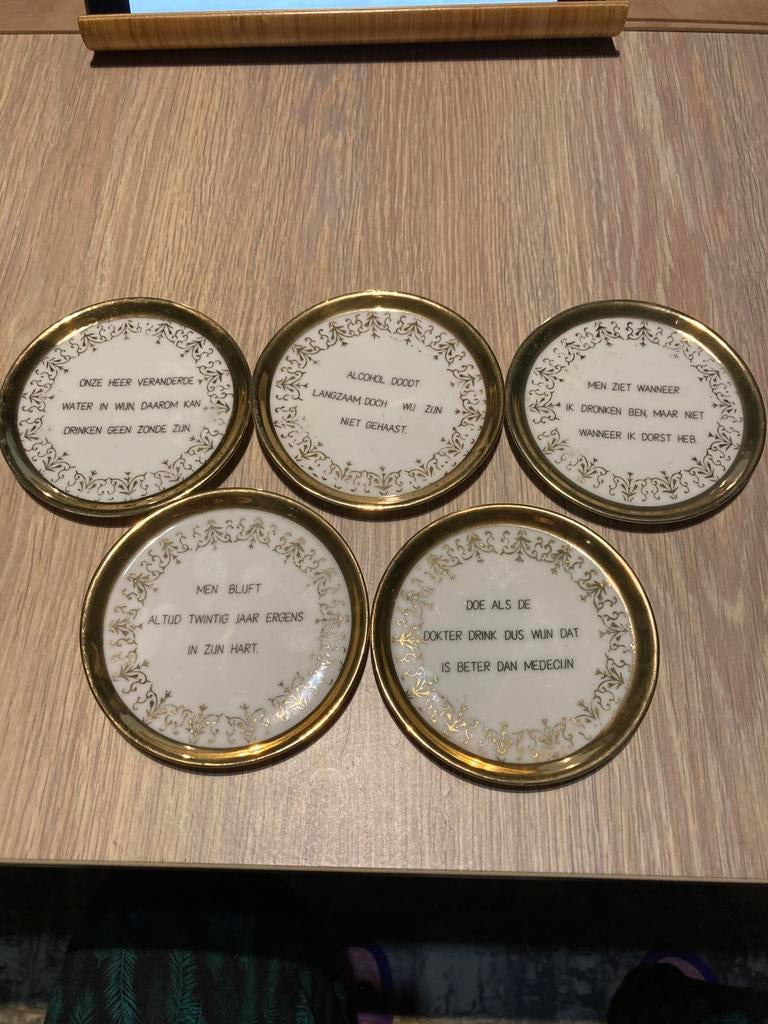 ONZE HEER VERANDERDE
WATER IN WIJN, DAAROM KAN
DRINKEN GEEN ZONDE ZIJN.
ALCOHOL DOODT
LANGZAAM, DOCH WIJ ZIJN
NIET GEHAAST.
MEN ZIET WANNEER
IK DRONKEN BEN, MAAR NIET
WANNEER IK DORST HEB.
MEN BLIJFT
ALTIJD TWINTIG JAAR ERGENS
IN ZIJN HART.
DOE ALS DE
DOKTER DRINK DUS WIJN DAT
IS BETER DAN MEDECIJN